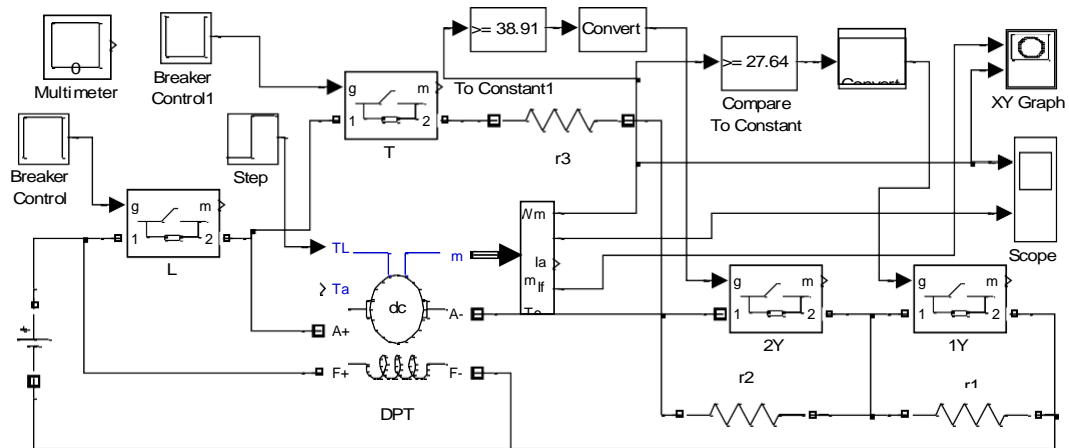 >= 38.91
Convert
0
Multimeter
Breaker
Control1
g
m
1
2
T
To Constant1
>= 27.64
Compare
To Constant
XY Graph
r3
Breaker
Control
Step
g
m
1
2
L
TL
m
Ta
dc
A+
A-
F+
F-
DPT
Wm
Ia
m
If
Scope
g
m
1
2
2Y
g
m
1
2
1Y
r2
r1